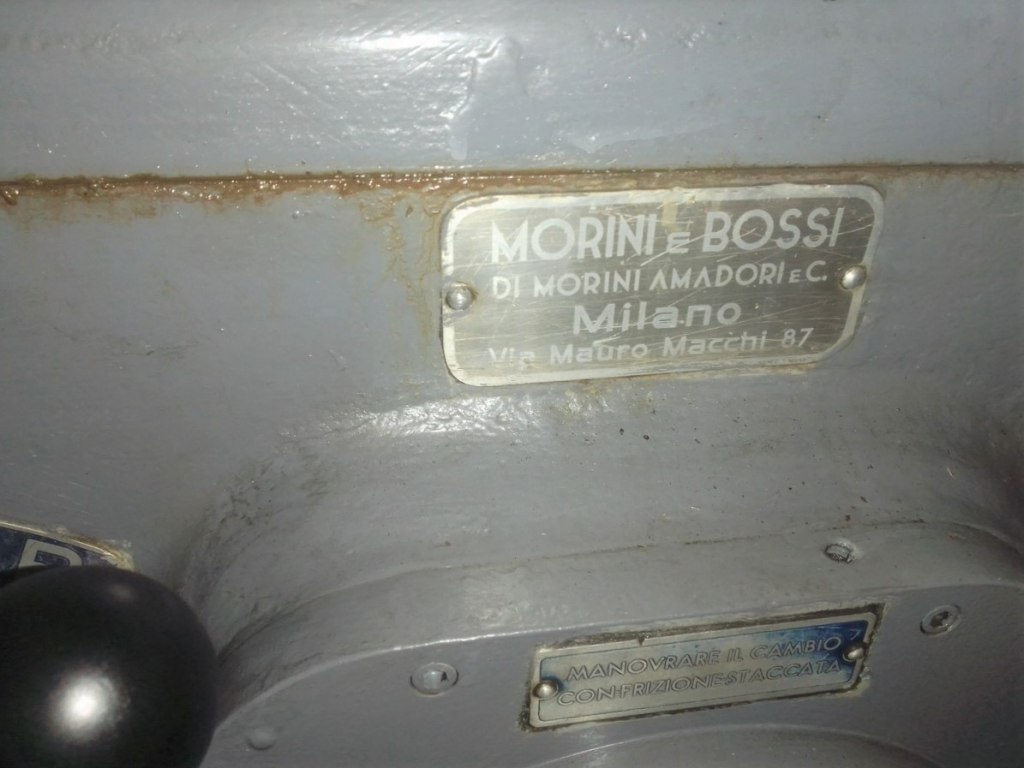 MORINI E BOSSI
DI MORINI AMADORI E C.
Milano
Via Mauro Macchi 87
MANOVRARE IL CAMBIO
CON FRIZIONE STACCATA